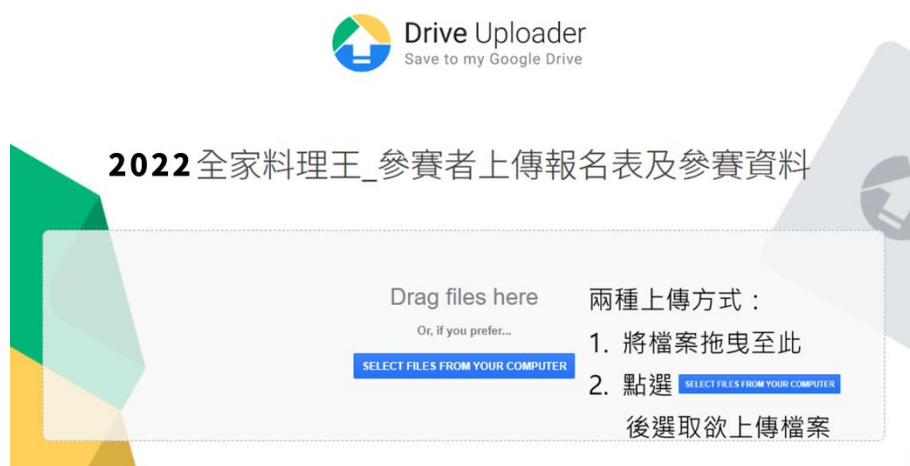 Drive Uploader
Save to my Google Drive
2022全家料理王_參賽者上傳報名表及參賽資料
Drag files here
Or, if you prefer...
SELECT FILES FROM YOUR COMPUTER
兩種上傳方式：
1. 將檔案拖曳至此
2. 點選 SELECT FILES FROM YOUR COMPUTER
後選取欲上傳檔案